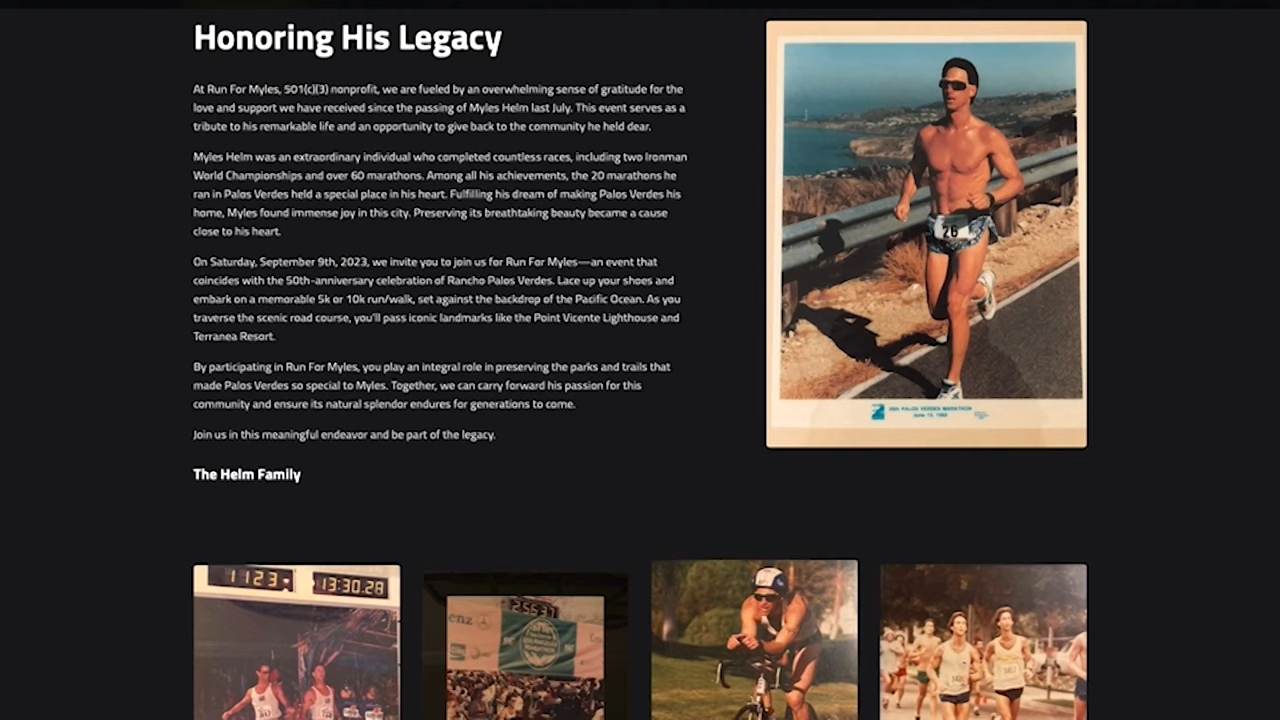 Honoring His Legacy
At Run For Myles, 501(c)(3) nonprofit, we are fueled by an overwhelming sense of gratitude for the
love and support we have received since the passing of Myles Helm last July. This event serves as a
tribute to his remarkable life and an opportunity to give back to the community he held dear.
Myles Helm was an extraordinary individual who completed countless races, including two Ironman
World Championships and over 60 marathons. Among all his achievements, the 20 marathons he
ran in Palos Verdes held a special place in his heart. Fulfilling his dream of making Palos Verdes his
home, Myles found immense joy in this city. Preserving its breathtaking beauty became a cause
close to his heart.
On Saturday, September 9th, 2023, we invite you to join us for Run For Myles—an event that
coincides with the 50th-anniversary celebration of Rancho Palos Verdes. Lace up your shoes and
embark on a memorable 5k or 10k run/walk, set against the backdrop of the Pacific Ocean. As you
traverse the scenic road course, you'll pass iconic landmarks like the Point Vicente Lighthouse and
Terranea Resort.
By participating in Run For Myles, you play an integral role in preserving the parks and trails that
made Palos Verdes so special to Myles. Together, we can carry forward his passion for this
community and ensure its natural splendor endures for generations to come.
Join us in this meaningful endeavor and be part of the legacy.
The Helm Family
26
PALOS VERDES MARATHON
1123
13:30.28
2:55:37